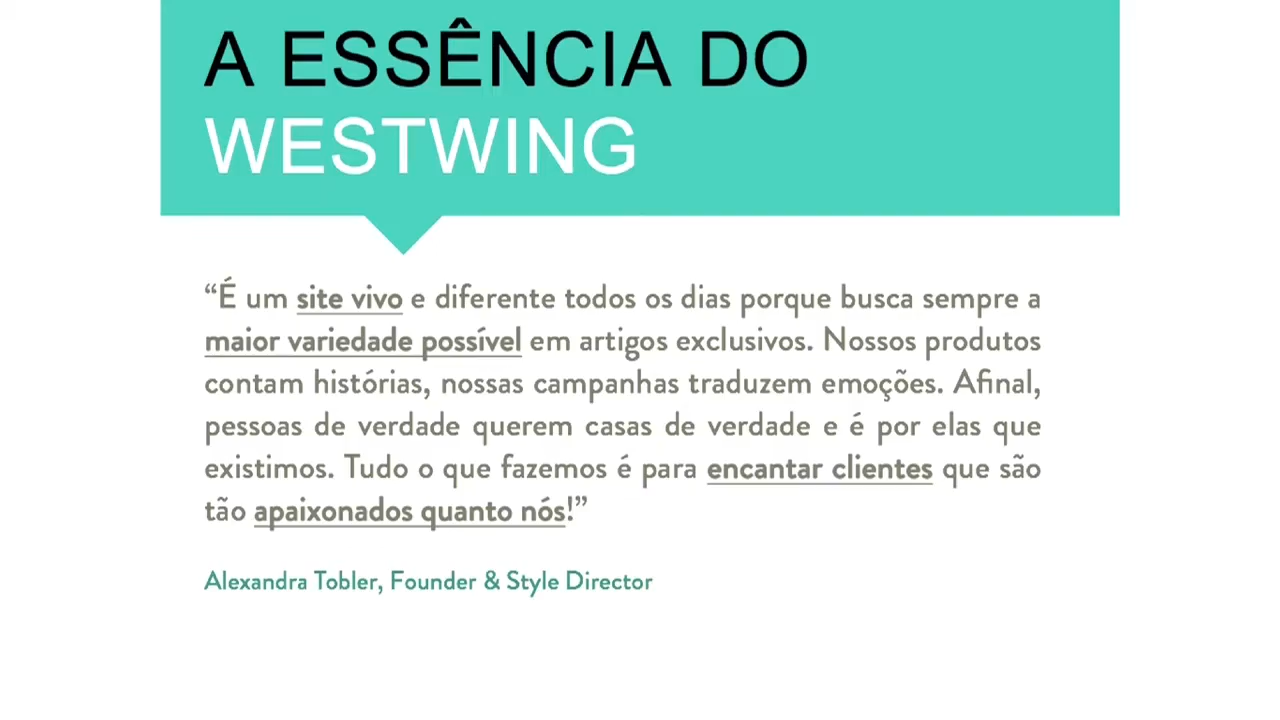 A ESSÊNCIA DO
WESTWING
“É um site vivo e diferente todos os dias porque busca sempre a
maior variedade possível em artigos exclusivos. Nossos produtos
contam histórias, nossas campanhas traduzem emoções. Afinal,
pessoas de verdade querem casas de verdade e é por elas que
existimos. Tudo o que fazemos é para encantar clientes que são
tão apaixonados quanto nós!”
Alexandra Tobler, Founder & Style Director